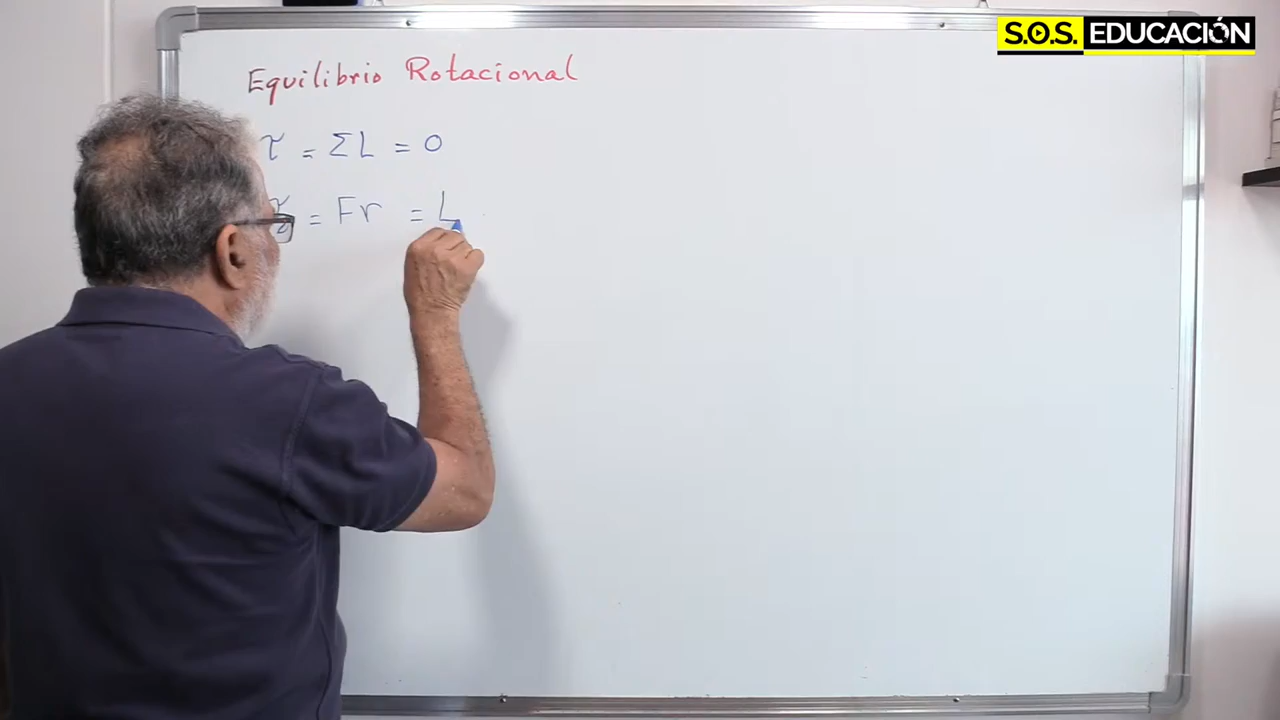 S.O.S. EDUCACIÓN
Equilibrio Rotacional
τ = ΣL = 0
= Fr = L